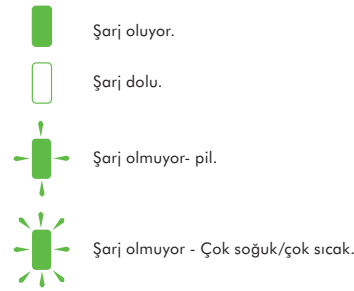 Şarj oluyor.
Şarj dolu.
Şarj olmuyor- pil.
Şarj olmuyor - Çok soğuk/çok sıcak.